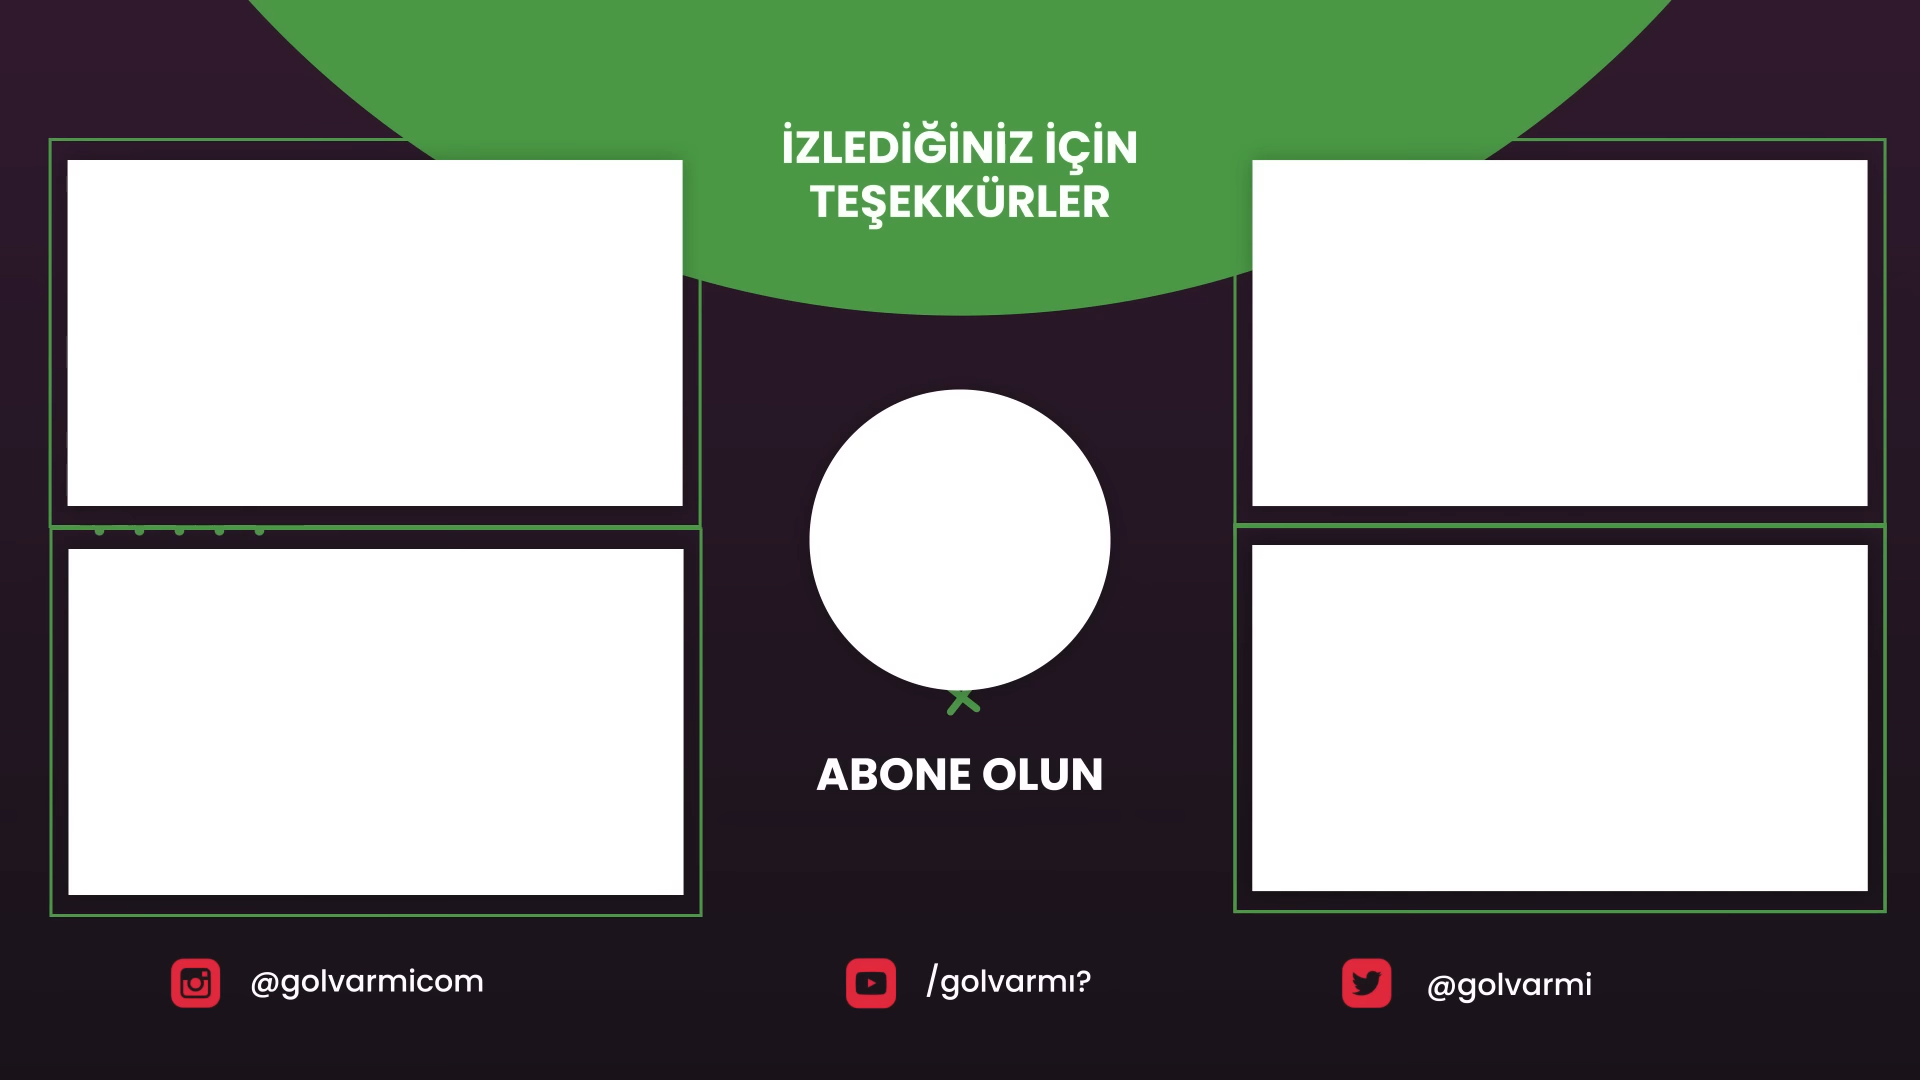 İZLEDİĞİNİZ İÇİN
TEŞEKKÜRLER
ABONE OLUN
@golvarmicom
/golvarmı?
@golvarmi